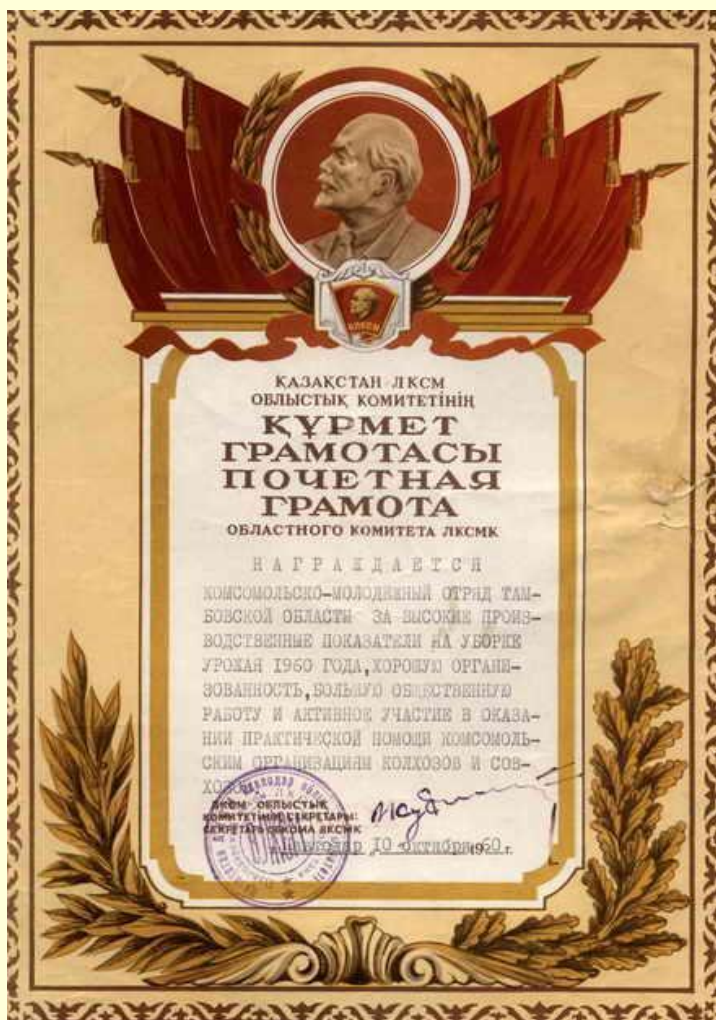 ВЛКСМ
ҚАЗАҚСТАН ЛКСМ
ОБЛЫСТЫҚ КОМИТЕТІНІҢ
ҚҰРМЕТ
ГРАМОТАСЫ
ПОЧЕТНАЯ
ГРАМОТА
ОБЛАСТНОГО КОМИТЕТА ЛКСМК
НАГРАЖДАЕТСЯ
КОМСОМОЛЬСКО-МОЛОДЕЖНЫЙ ОТРЯД ТАМ-
БОВСКОЙ ОБЛАСТИ ЗА ВЫСОКИЕ ПРОИЗ-
ВОДСТВЕННЫЕ ПОКАЗАТЕЛИ НА УБОРКЕ
УРОЖАЯ 1960 ГОДА, ХОРОШУЮ ОРГАНИ-
ЗОВАННОСТЬ, БОЛЬШУЮ ОБЩЕСТВЕННУЮ
РАБОТУ И АКТИВНОЕ УЧАСТИЕ В ОКАЗА-
НИИ ПРАКТИЧЕСКОЙ ПОМОЩИ КОМСОМОЛЬ-
СКИМ ОРГАНИЗАЦИЯМ КОЛХОЗОВ И СОВ-
ХОЗОВ
ЛКСМ ОБЛЫСТЫҚ
КОМИТЕТІНІҢ СЕКРЕТАРЫ:
СЕКРЕТАРЬ ОБКОМА ЛКСМК
Павлодар 10 октября 1960 г.